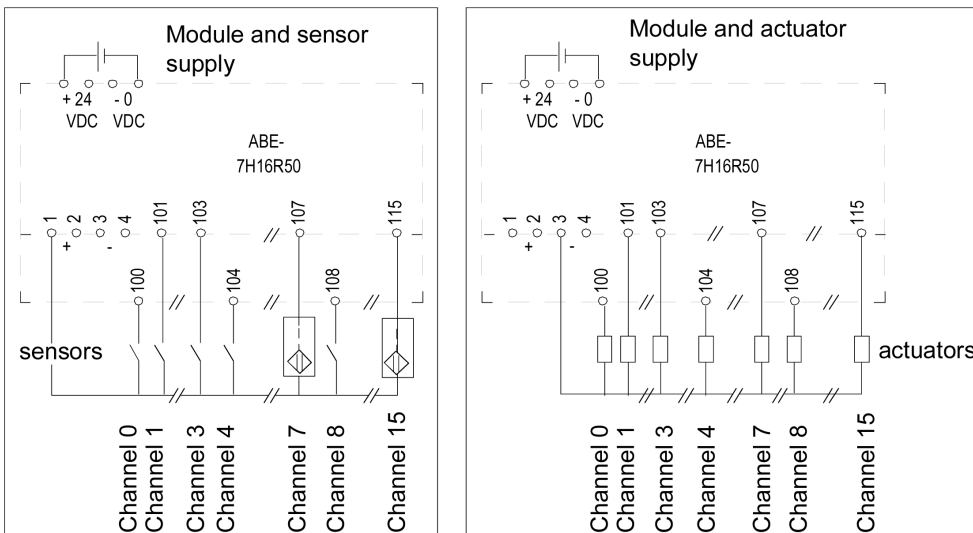 Module and sensor
supply
+ 24 - 0
VDC VDC
ABE-
7H16R50
1 2 3 4 101 103 107 115
+ -
100 104 108
sensors
Channel 0
Channel 1
Channel 3
Channel 4
Channel 7
Channel 8
Channel 15
Module and actuator
supply
+ 24 - 0
VDC VDC
ABE-
7H16R50
1 2 3 4 101 103 107 115
+ -
100 104 108
actuators
Channel 0
Channel 1
Channel 3
Channel 4
Channel 7
Channel 8
Channel 15